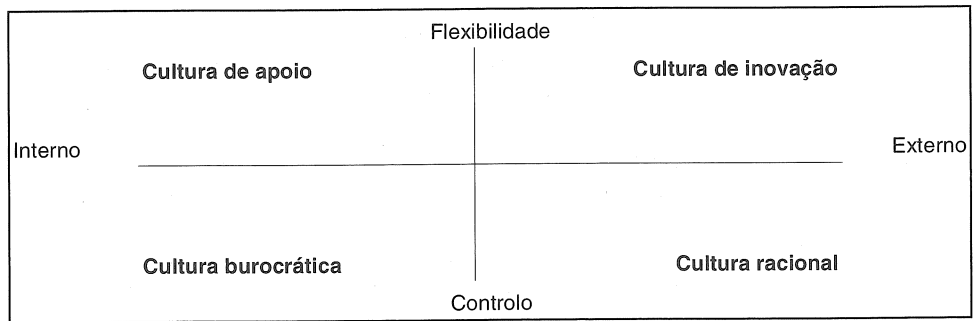 Flexibilidade
Cultura de apoio
Cultura de inovação
Interno
Externo
Cultura burocrática
Cultura racional
Controlo